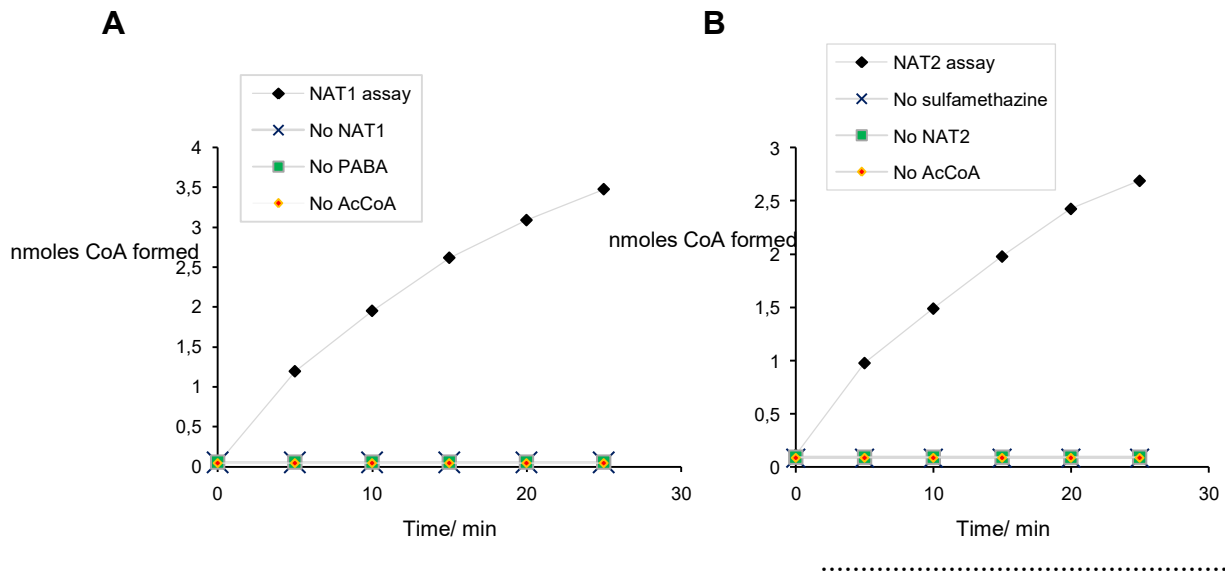 A
NAT1 assay
No NAT1
No PABA
No AcCoA
4
3,5
3
2,5
2
1,5
1
0,5
0
nmoles CoA formed
0
10
20
30
Time/ min
B
NAT2 assay
No sulfamethazine
No NAT2
No AcCoA
3
2,5
2
1,5
1
0,5
0
nmoles CoA formed
0
10
20
30
Time/ min